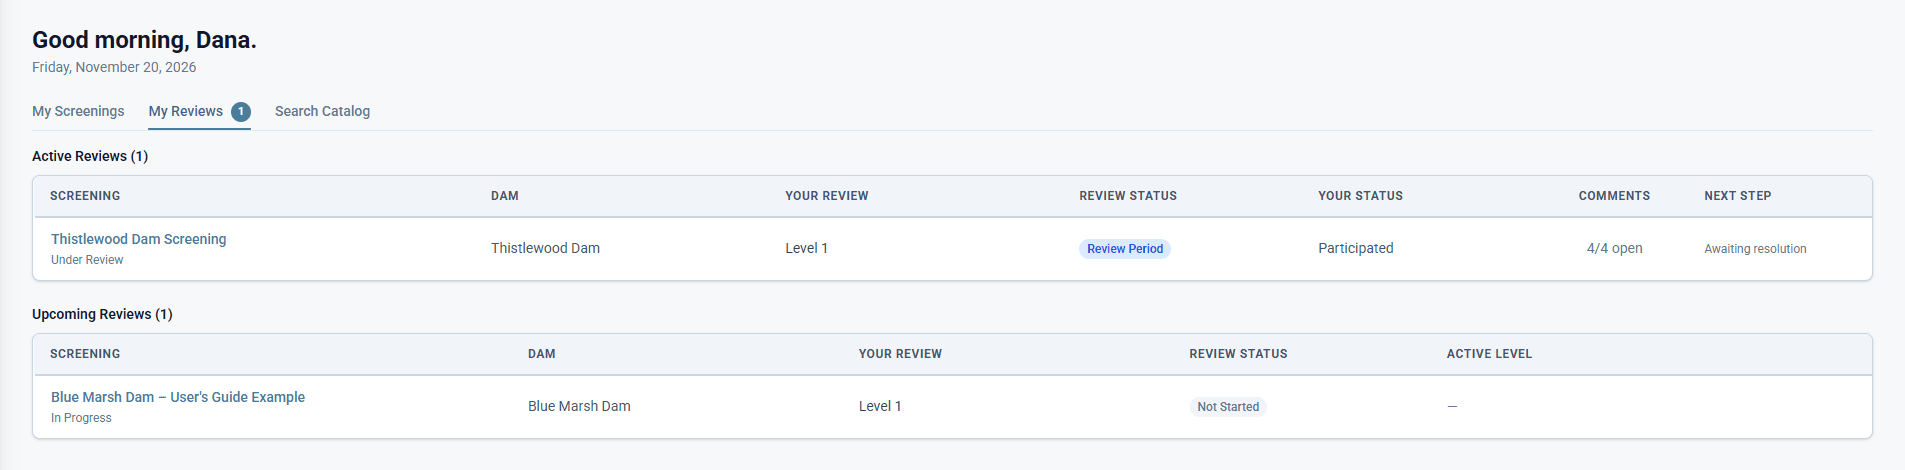 Good morning, Dana.
Friday, November 20, 2026
My Screenings My Reviews 1 Search Catalog
Active Reviews (1)
SCREENING DAM YOUR REVIEW REVIEW STATUS YOUR STATUS COMMENTS NEXT STEP
Thistlewood Dam Screening
Under Review
Thistlewood Dam Level 1 Review Period Participated 4/4 open Awaiting resolution
Upcoming Reviews (1)
SCREENING DAM YOUR REVIEW REVIEW STATUS ACTIVE LEVEL
Blue Marsh Dam – User's Guide Example
In Progress
Blue Marsh Dam Level 1 Not Started —